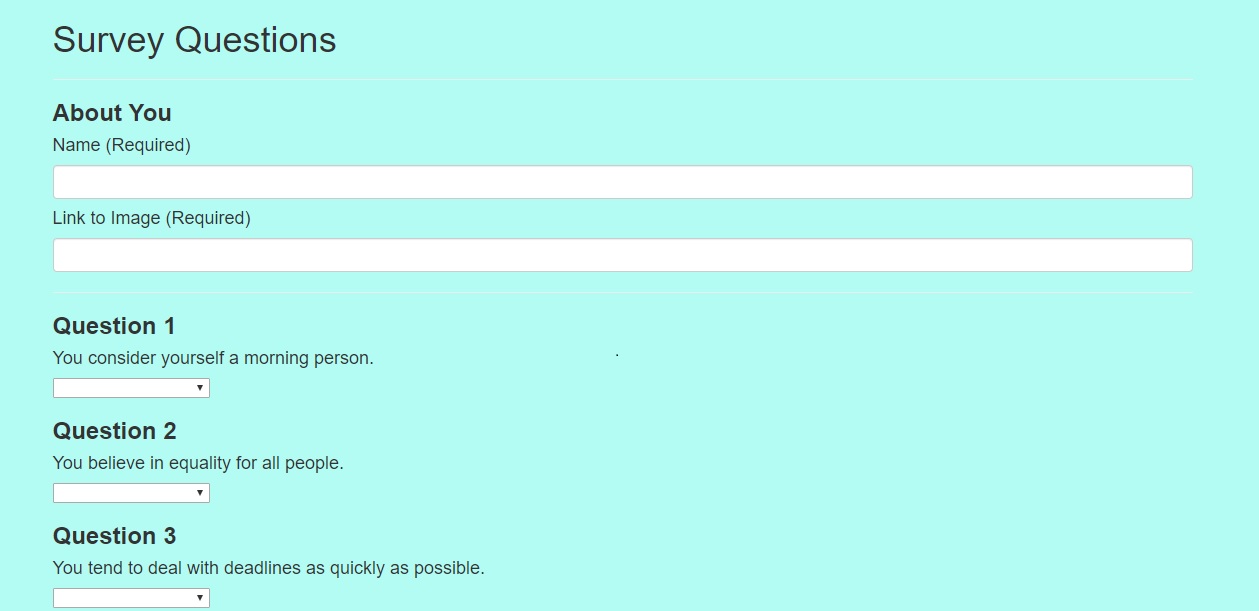 Survey Questions
About You
Name (Required)
Link to Image (Required)
Question 1
You consider yourself a morning person.
Question 2
You believe in equality for all people.
Question 3
You tend to deal with deadlines as quickly as possible.